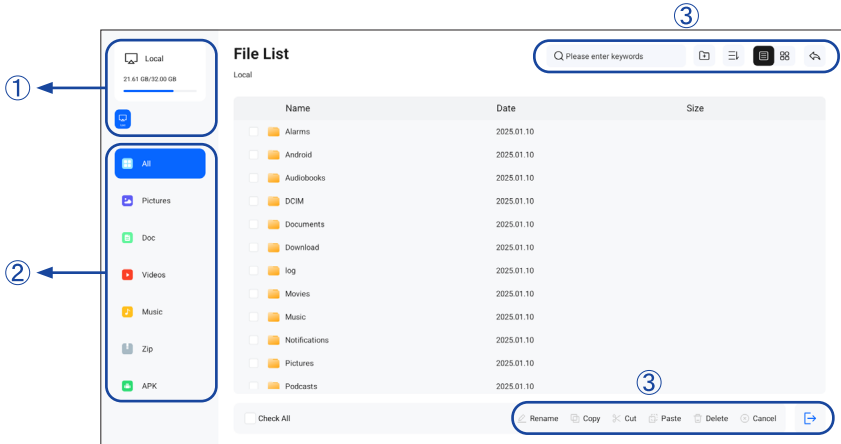 ③
Local
21.61 GB/32.00 GB
①
File List
Local
Please enter keywords
Name Date Size
Alarms 2025.01.10
Android 2025.01.10
Audiobooks 2025.01.10
DCIM 2025.01.10
Documents 2025.01.10
Download 2025.01.10
log 2025.01.10
Movies 2025.01.10
Music 2025.01.10
Notifications 2025.01.10
Pictures 2025.01.10
Podcasts 2025.01.10
②
All
Pictures
Doc
Videos
Music
Zip
APK
③
Check All
Rename Copy Cut Paste Delete Cancel